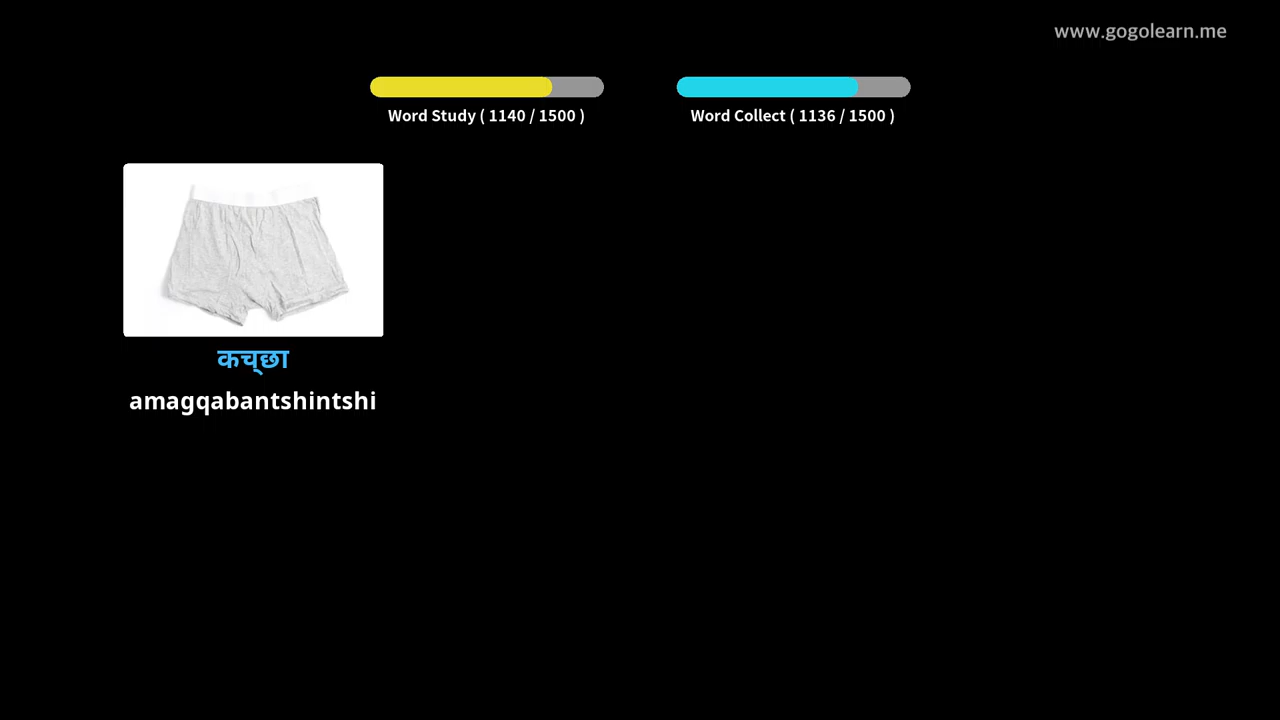 www.gogolearn.me
Word Study ( 1140 / 1500 )
Word Collect ( 1136 / 1500 )
कच्छा
amagqabantshintshi